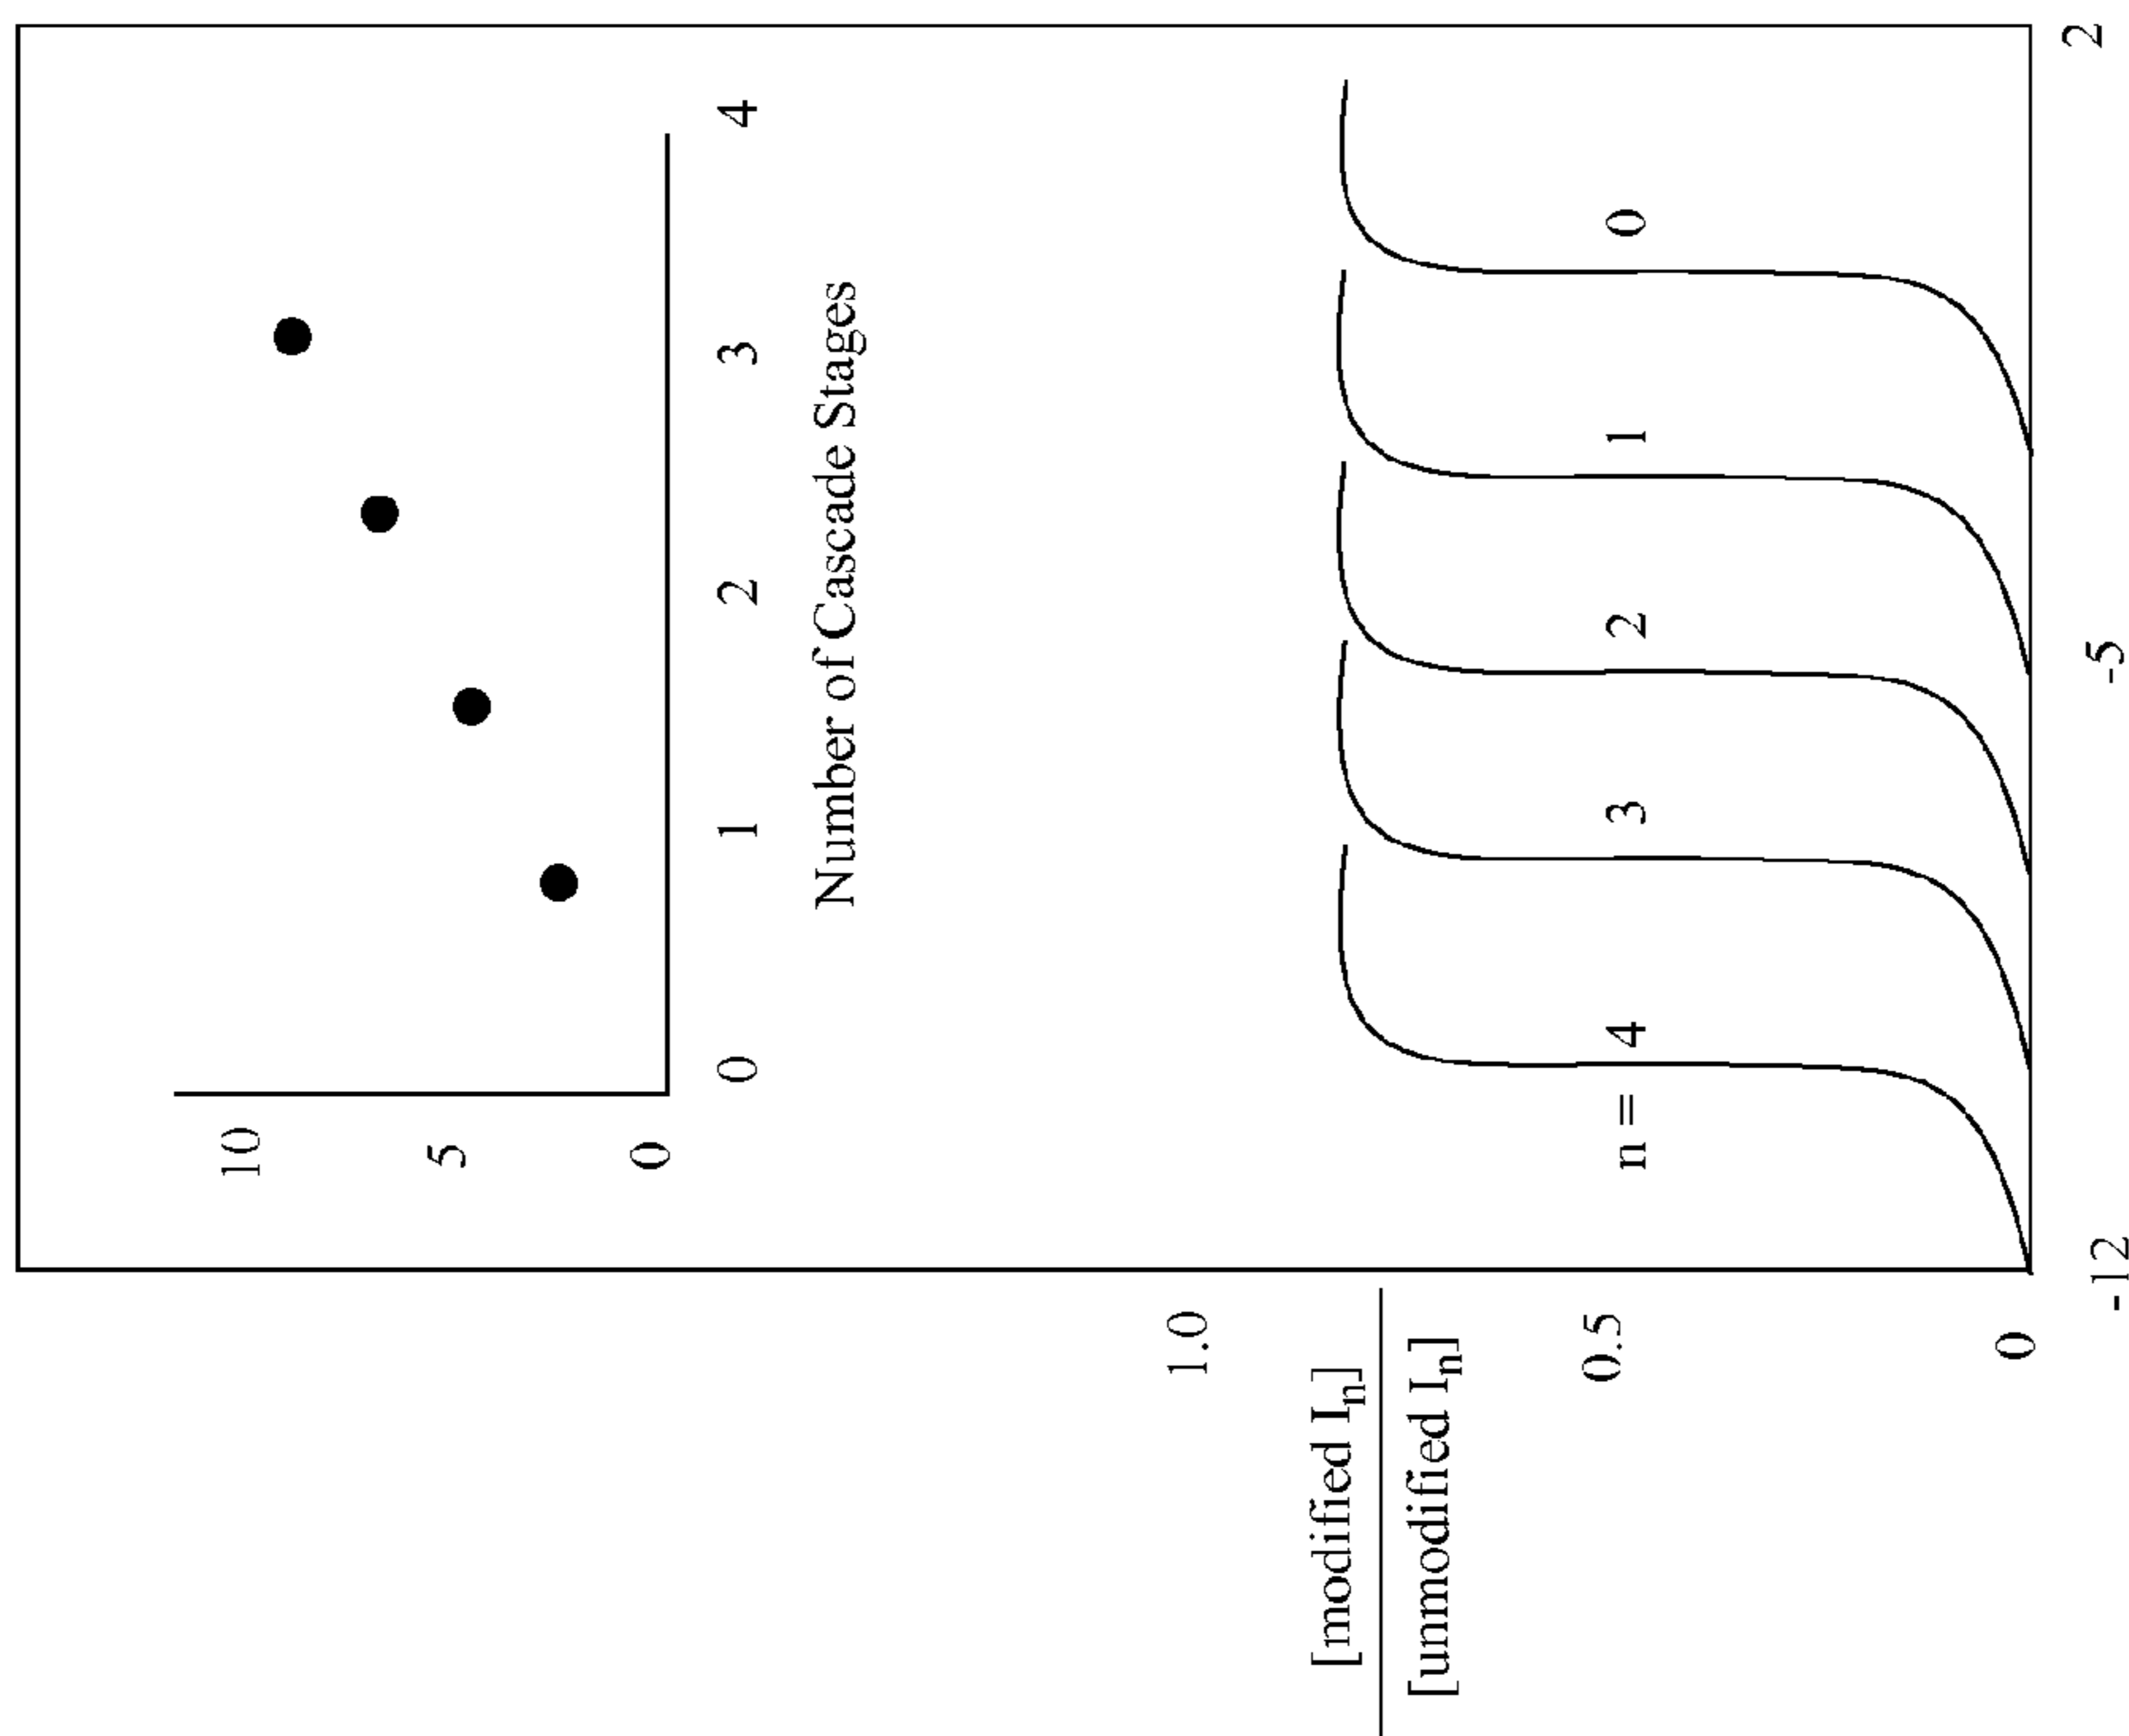 10
5
0
0 1 2 3 4
Number of Cascade Stages
1.0
[modified In]
[unmodified In]
0.5
0
n = 4 3 2 1 0
-12 -5 2